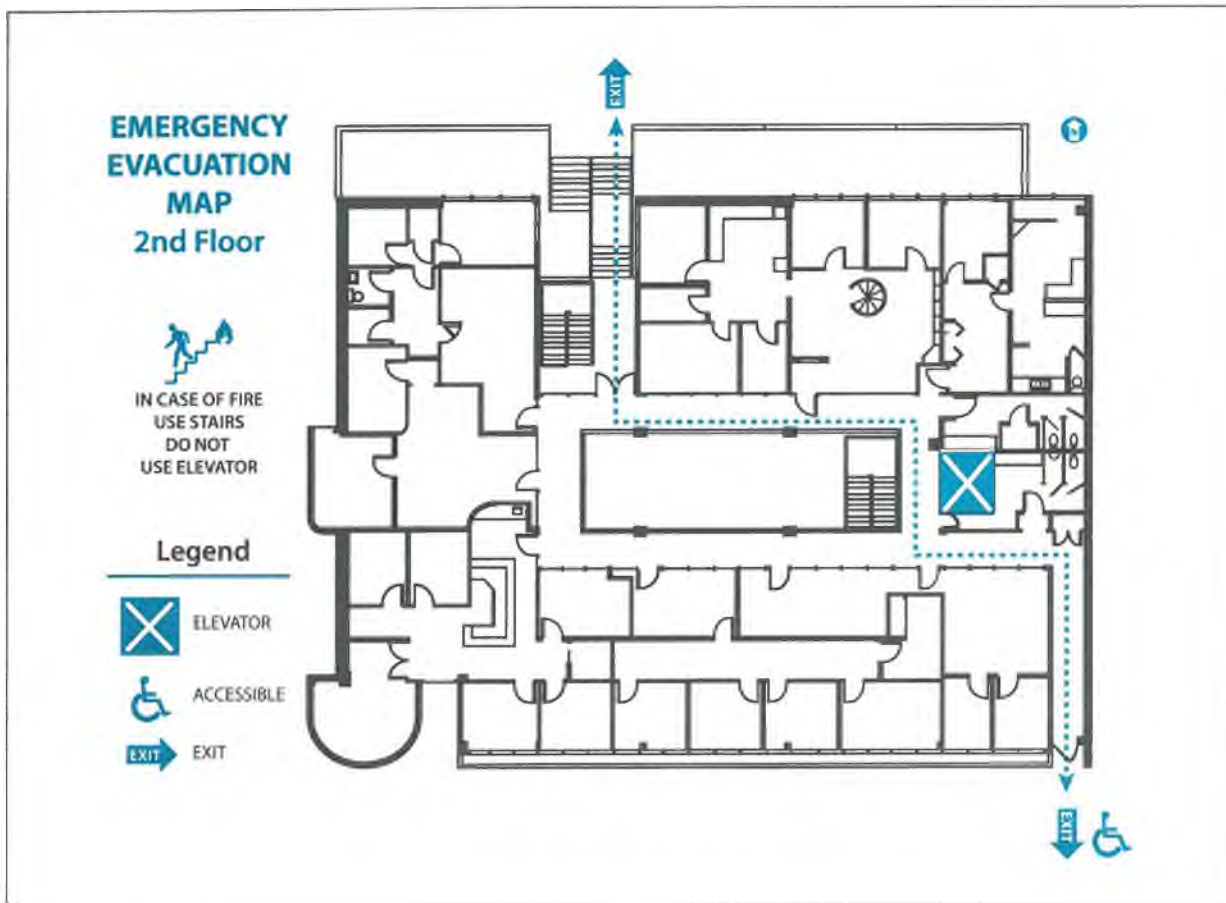 EXIT
EMERGENCY
EVACUATION
MAP
2nd Floor
IN CASE OF FIRE
USE STAIRS
DO NOT
USE ELEVATOR
Legend
ELEVATOR
ACCESSIBLE
EXIT EXIT
EXIT